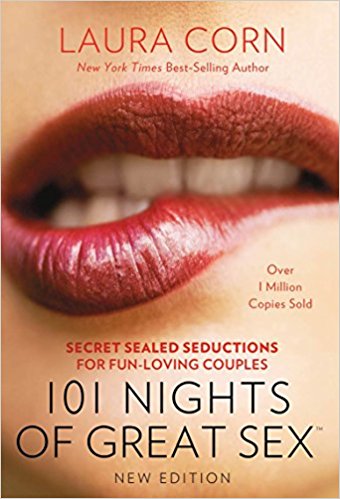 LAURA CORN
New York Times Best-Selling Author
Over
1 Million
Copies Sold
SECRET SEALED SEDUCTIONS
FOR FUN-LOVING COUPLES
101 NIGHTS
OF GREAT SEX™
NEW EDITION